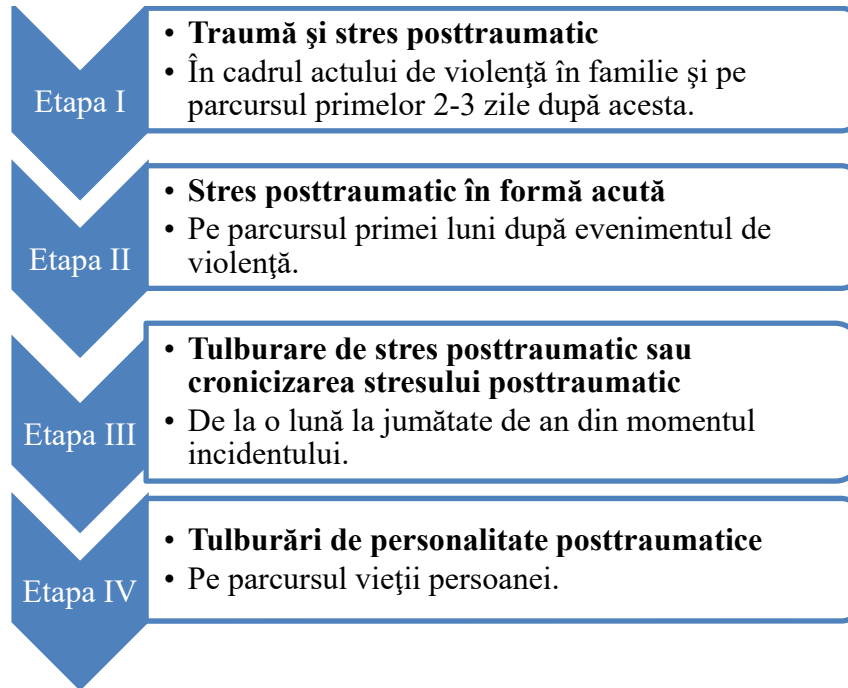 Etapa I
• Traumă şi stres posttraumatic
• În cadrul actului de violenţă în familie şi pe
parcursul primelor 2-3 zile după acesta.
Etapa II
• Stres posttraumatic în formă acută
• Pe parcursul primei luni după evenimentul de
violenţă.
Etapa III
• Tulburare de stres posttraumatic sau
cronicizarea stresului posttraumatic
• De la o lună la jumătate de an din momentul
incidentului.
Etapa IV
• Tulburări de personalitate posttraumatice
• Pe parcursul vieţii persoanei.